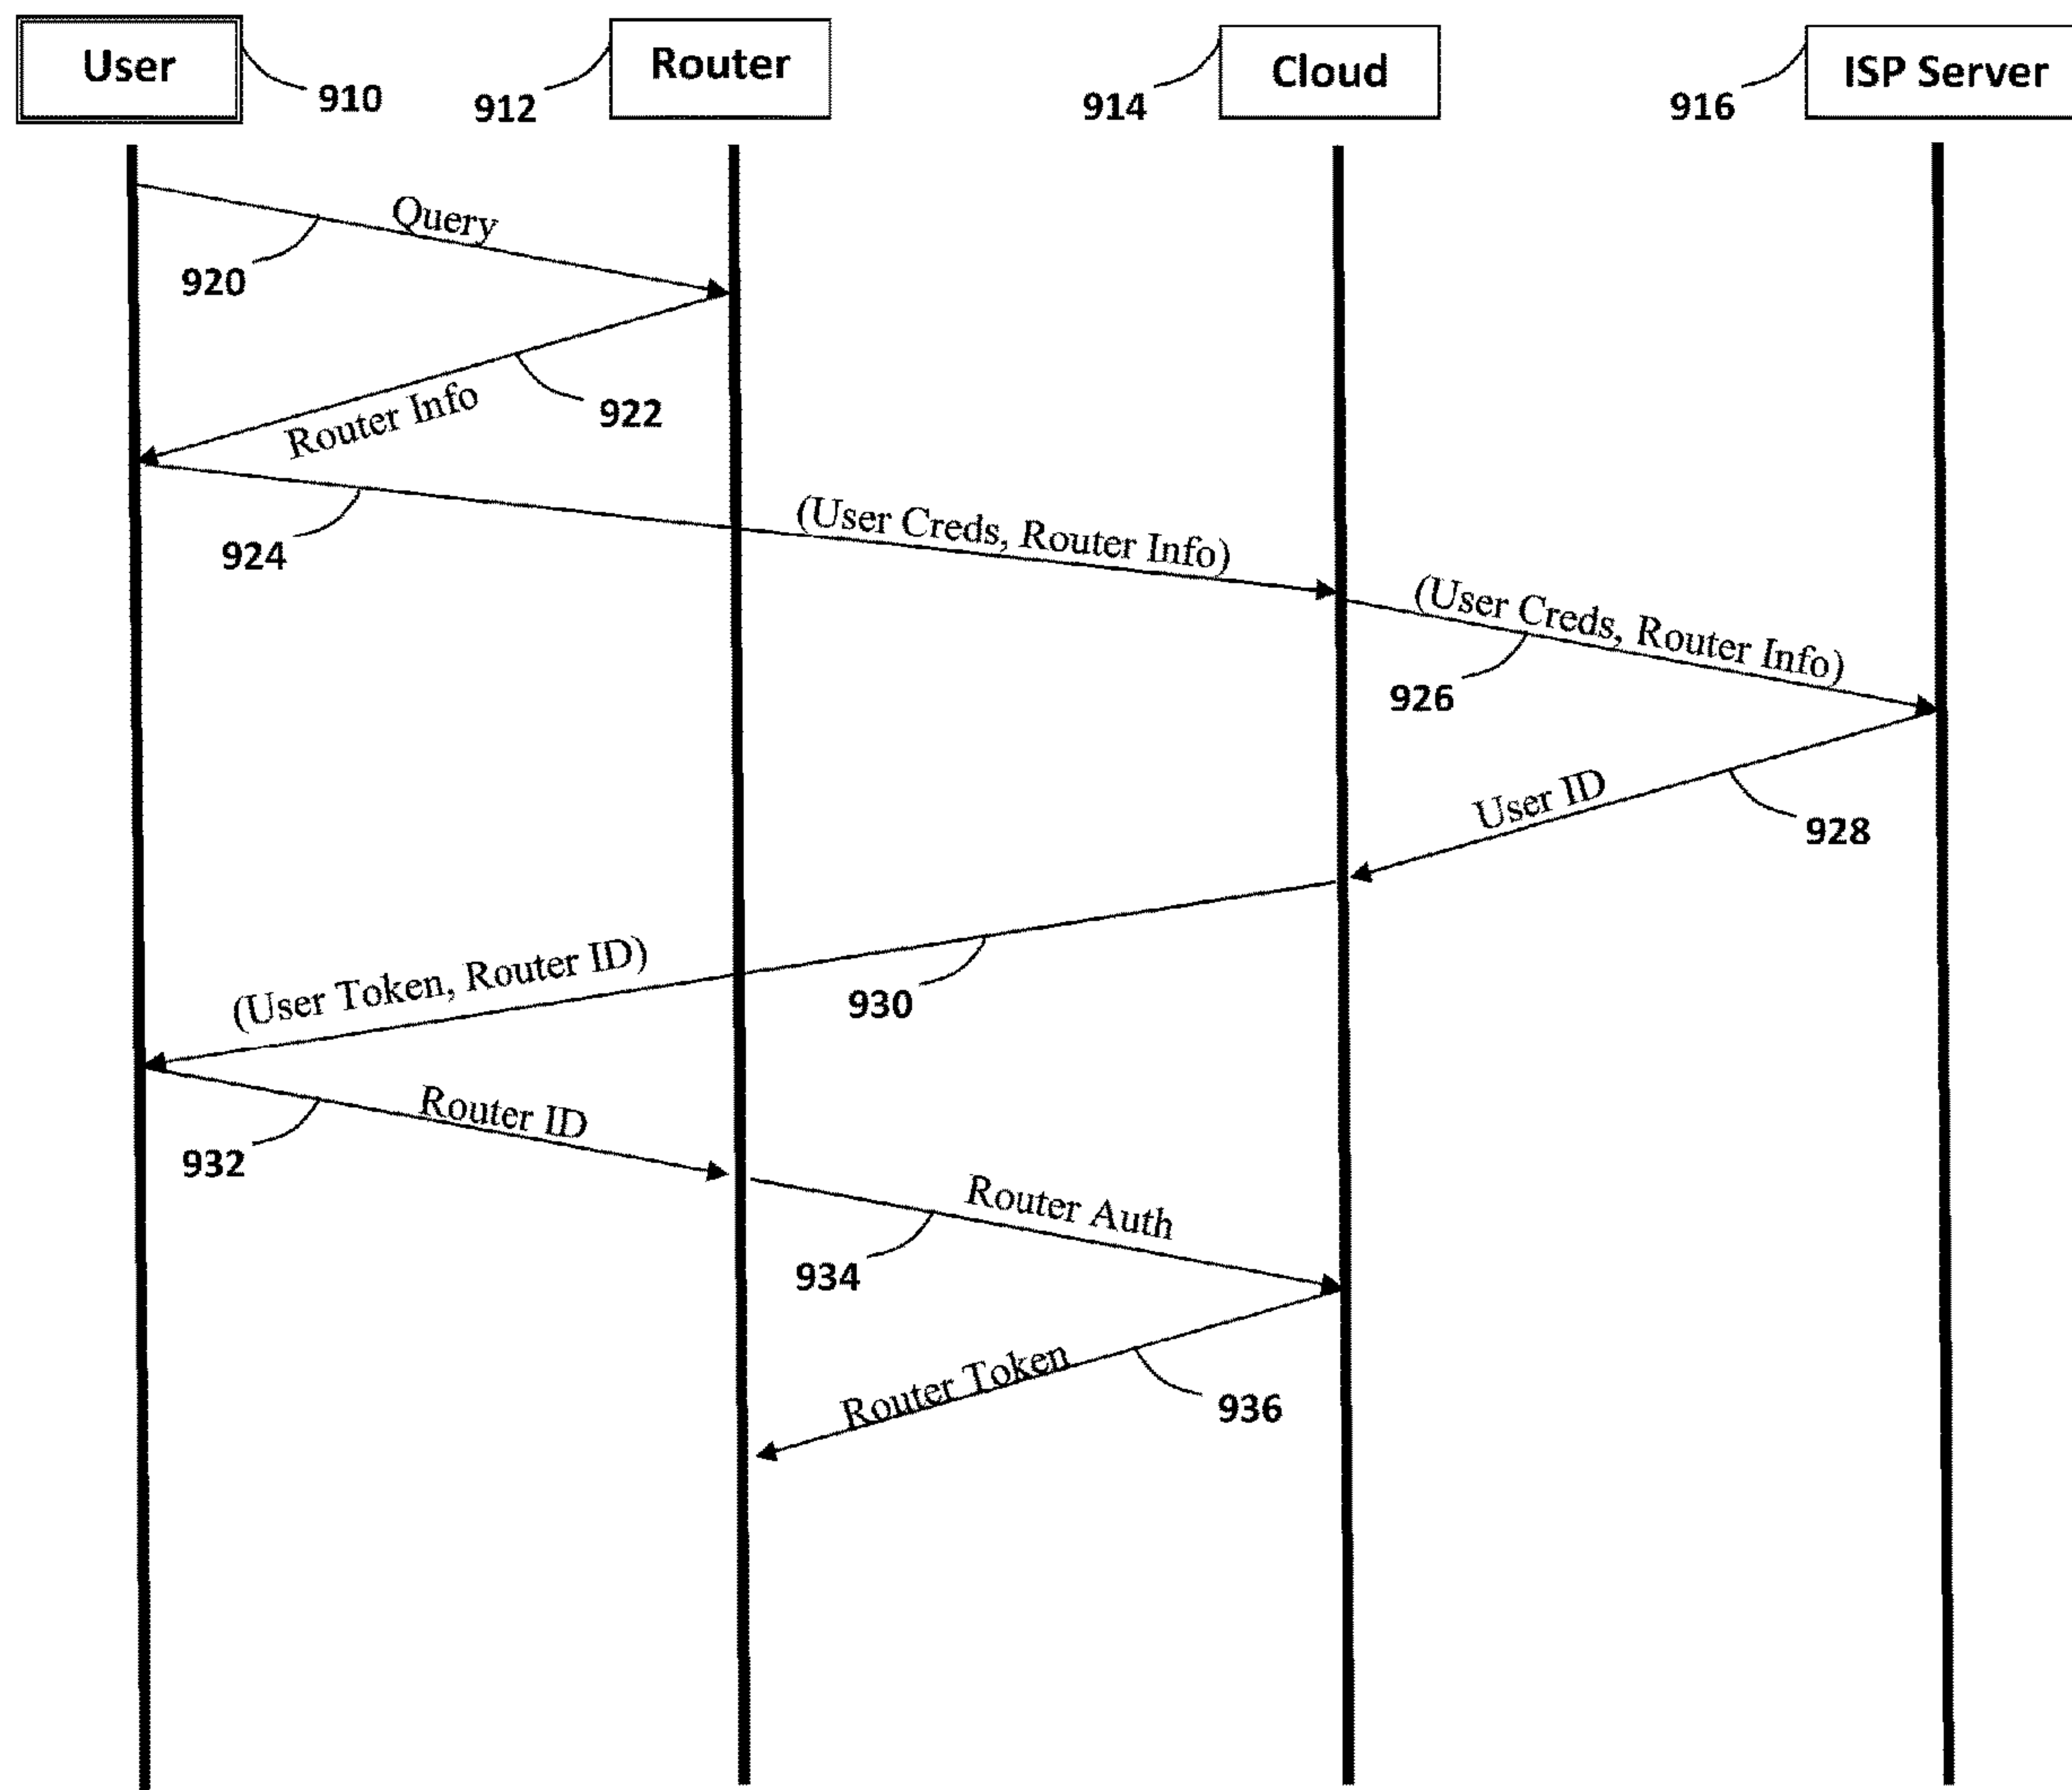 User
910
912
Router
914
Cloud
916
ISP Server
Query
920
Router Info
922
924
(User Creds, Router Info)
(User Creds, Router Info)
926
User ID
928
(User Token, Router ID)
930
Router ID
932
Router Auth
934
Router Token
936